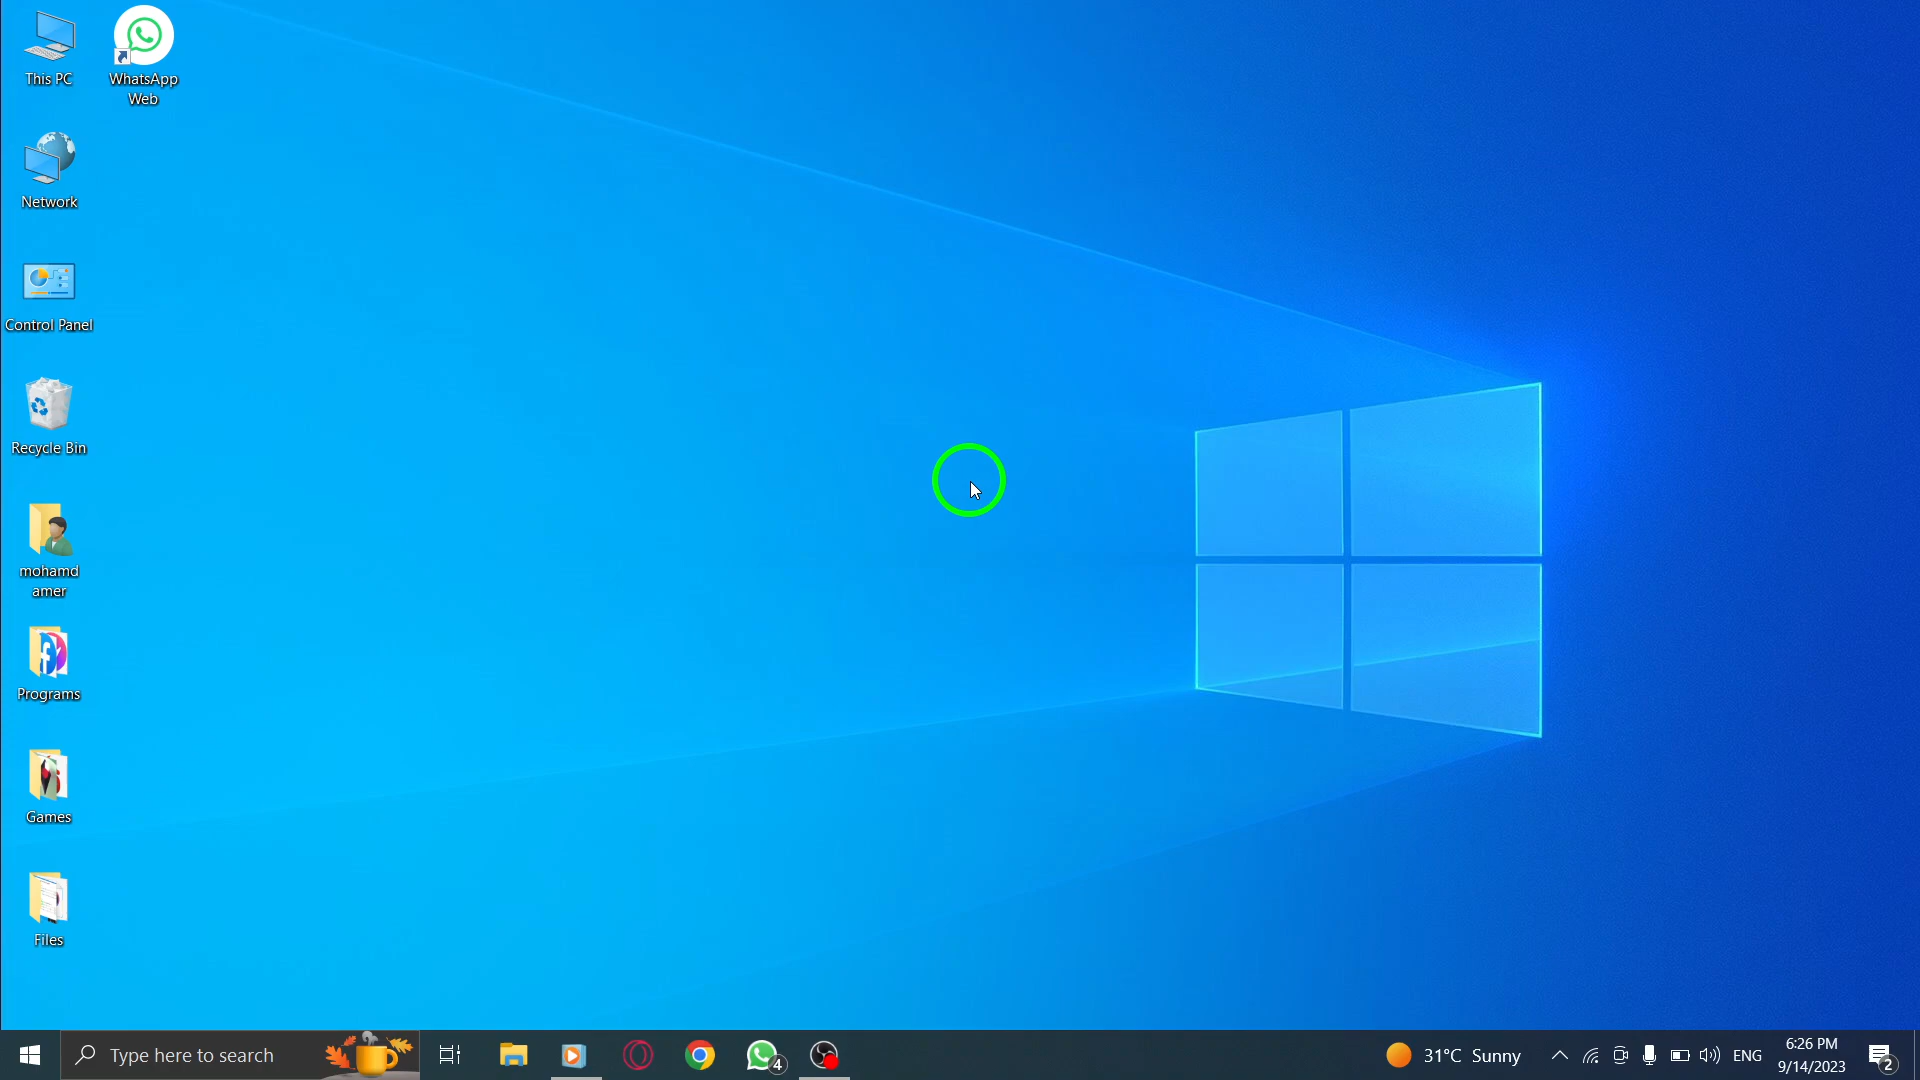 This PC
WhatsApp
Web
Network
Control Panel
Recycle Bin
mohamd
amer
Programs
Games
Files
Type here to search
4
31°C Sunny
ENG
6:26 PM
9/14/2023
2